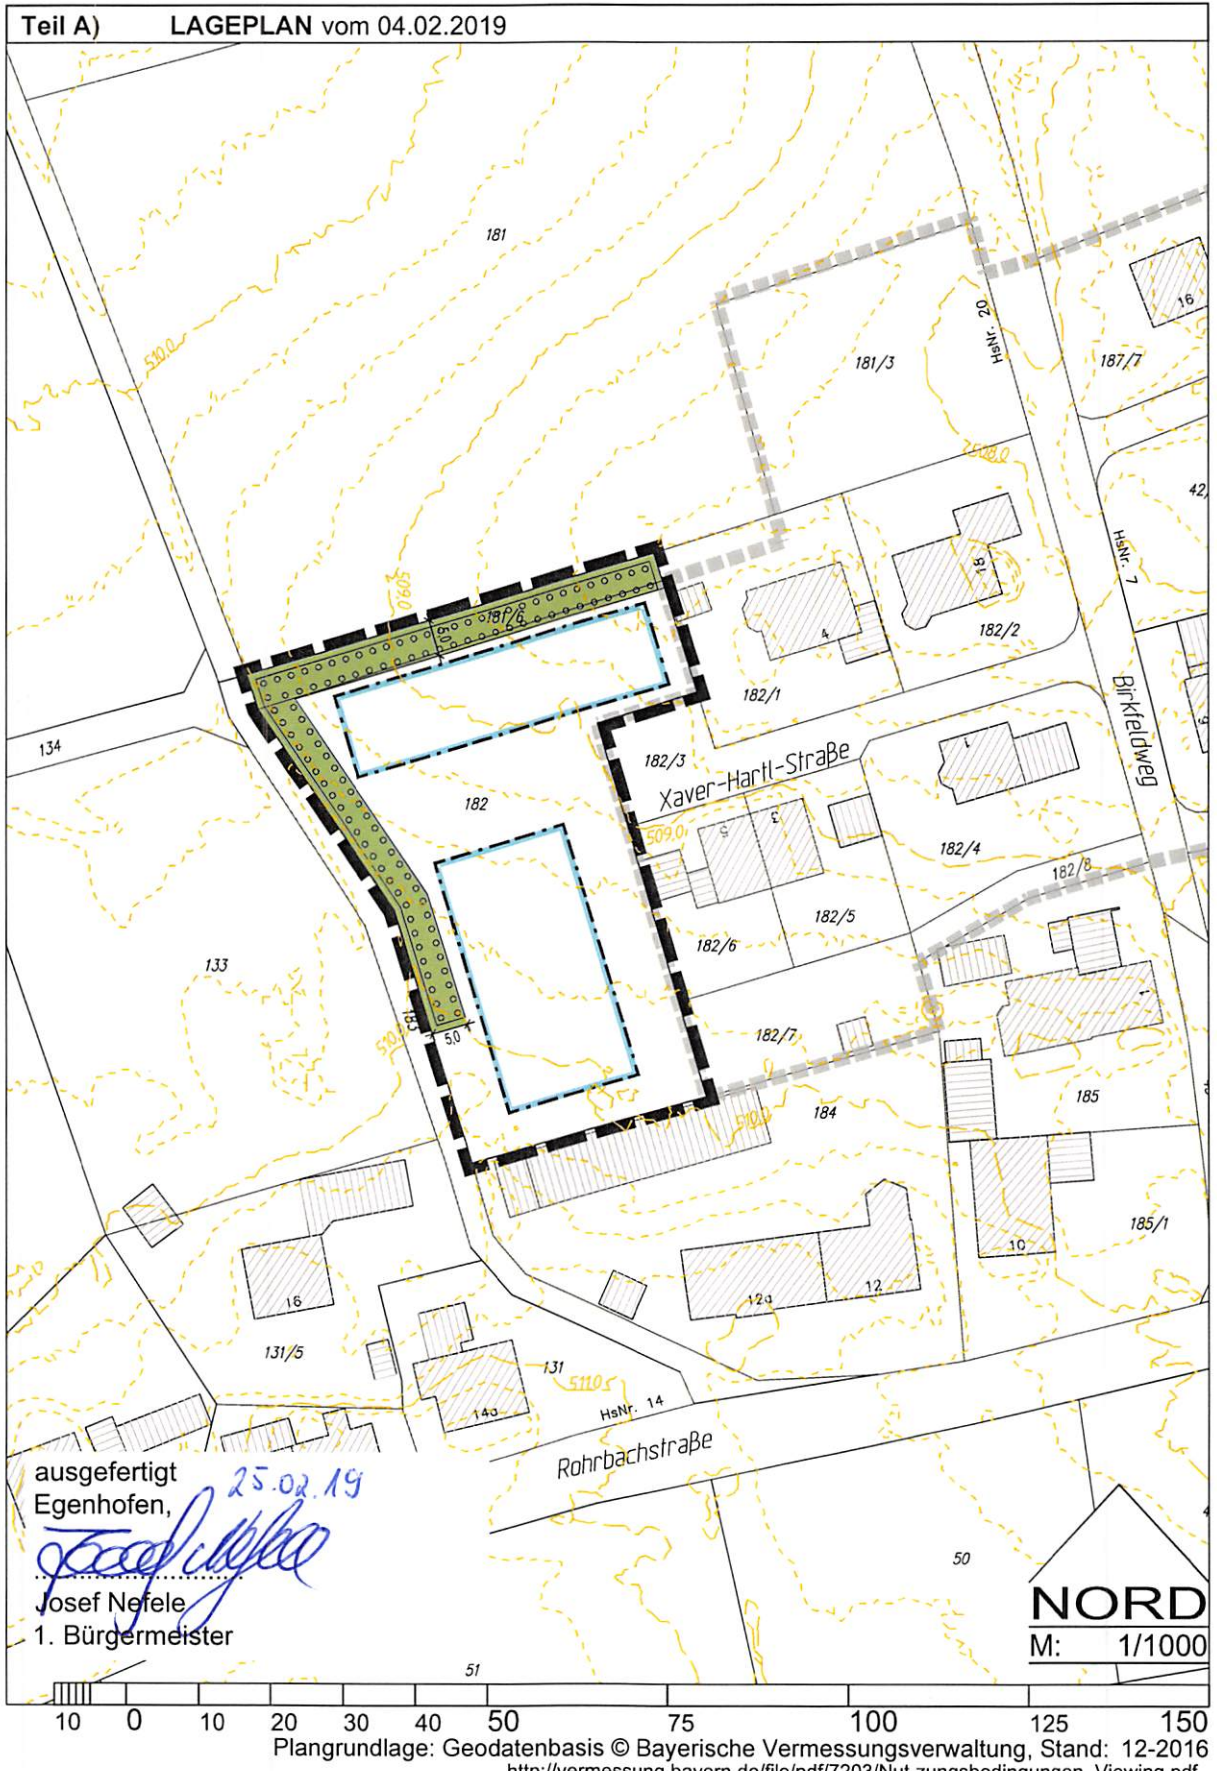 Teil A) LAGEPLAN vom 04.02.2019
181
510.0
HsNr. 20
16
181/3
187/7
508.0
42
HsNr. 7
509.0
181/6
5.0
18
4
182/2
182/1
134
Birkfeldweg
182/3
Xaver-Hartl-Straße
1
182
509.0
5
3
182/4
182/8
182/5
182/6
133
1
183
510.0
5.0
182/7
185
184
510.0
185/1
10
16
12a
12
131/5
131
511.0
14a
HsNr. 14
Rohrbachstraße
ausgefertigt
25.02.19
Egenhofen,
Josef Nefele
1. Bürgermeister
50
NORD
M: 1/1000
51
10 0 10 20 30 40 50 75 100 125 150
Plangrundlage: Geodatenbasis © Bayerische Vermessungsverwaltung, Stand: 12-2016